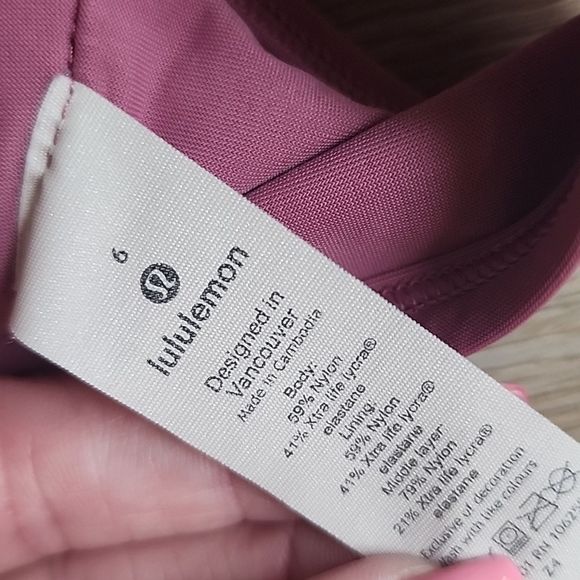 6
lululemon
Designed in
Vancouver
Made in Cambodia
Body:
59% Nylon
41% Xtra life lycra®
elastane
Lining:
59% Nylon
41% Xtra life lycra®
elastane
Middle layer
79% Nylon
21% Xtra life lycra®
elastane
Exclusive of decoration
with like colours
RN
Z4